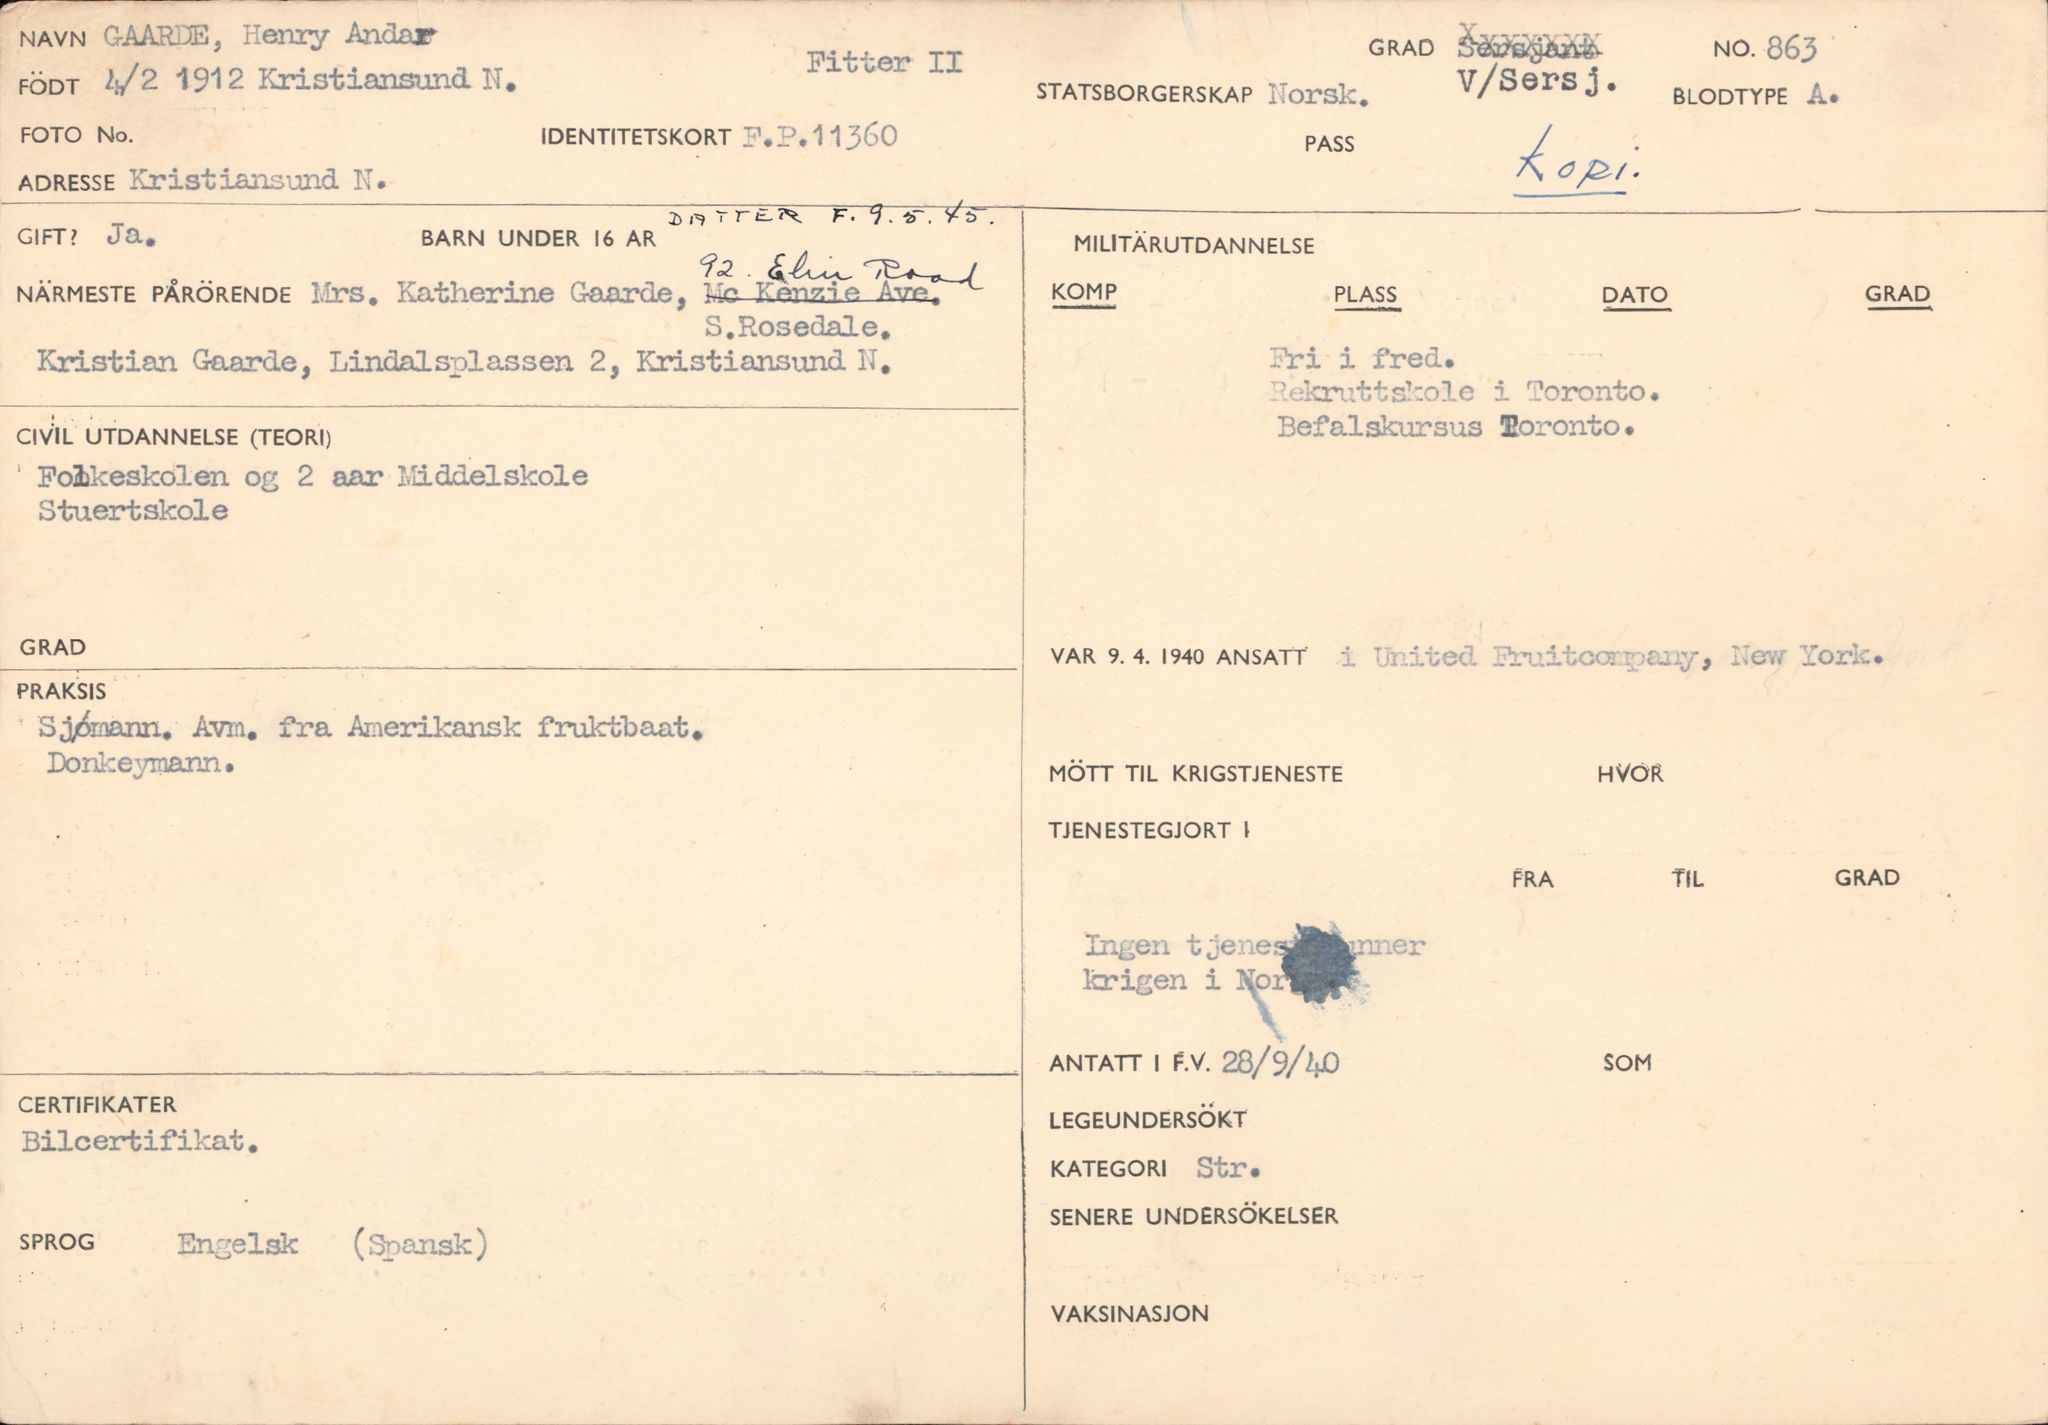 NAVN GAARDE, Henry Andar
Fitter II
GRAD Sersjant
V/Sersj.
NO. 863
FÖDT 4/2 1912 Kristiansund N.
STATSBORGERSKAP Norsk.
BLODTYPE A.
FOTO No.
IDENTITETSKORT F.P.11360
PASS
Kopi.
ADRESSE Kristiansund N.
GIFT? Ja.
BARN UNDER 16 AR DATTER F. 9.5.45.
92. Road
NÄRMESTE PÅRÖRENDE Mrs. Katherine Gaarde, Mc Kenzie Ave.
S.Rosedale.
Kristian Gaarde, Lindalsplassen 2, Kristiansund N.
CIVIL UTDANNELSE (TEORI)
Folkeskolen og 2 aar Middelskole
Stuertskole
GRAD
PRAKSIS
Sjømann. Avm. fra Amerikansk fruktbaat.
Donkeymann.
CERTIFIKATER
Bilcertifikat.
SPROG Engelsk (Spansk)
MILITÄRUTDANNELSE
KOMP PLASS DATO GRAD
Fri i fred.
Rekruttskole i Toronto.
Befalskursus Toronto.
VAR 9. 4. 1940 ANSATT i United Fruitcompany, New York.
MÖTT TIL KRIGSTJENESTE HVOR
TJENESTEGJORT I
FRA TIL GRAD
Ingen
krigen i
ANTATT I F.V. 28/9/40 SOM
LEGEUNDERSÖKT
KATEGORI Str.
SENERE UNDERSÖKELSER
VAKSINASJON